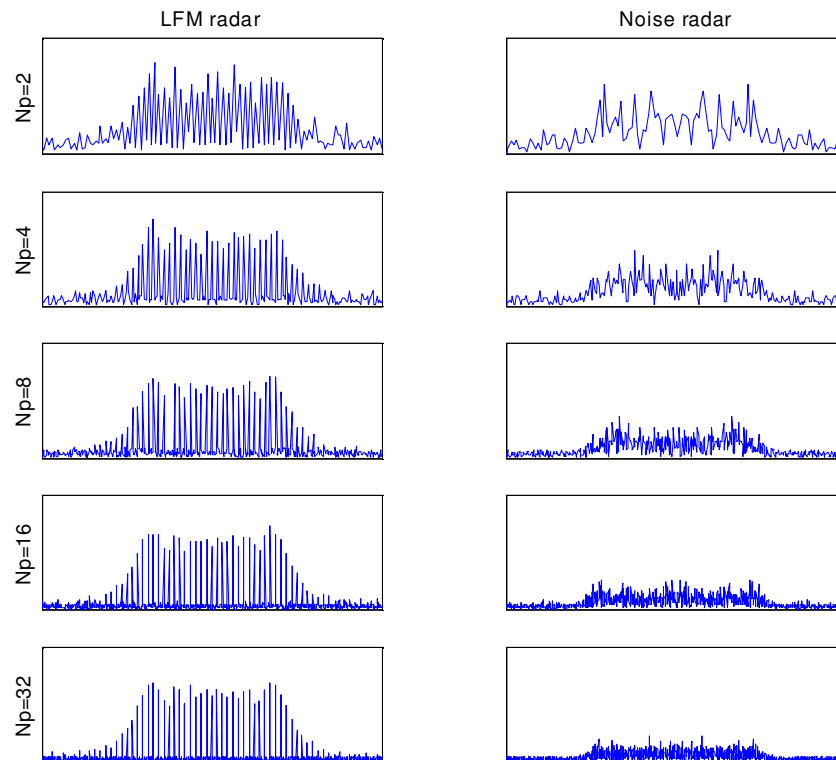 LFM radar
Noise radar
Np=2
Np=4
Np=8
Np=16
Np=32